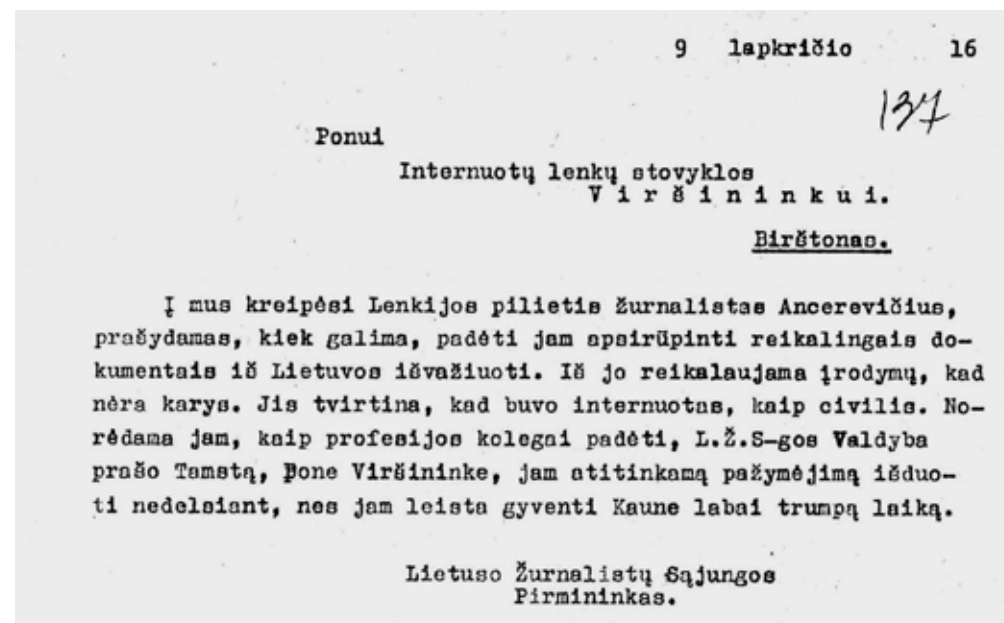 9 lapkričio 16
137
Ponui
Internuotų lenkų stovyklos
V i r š i n i n k u i.
Birštonas.
Į mus kreipėsi Lenkijos pilietis žurnalistas Ancerevičius,
prašydamas, kiek galima, padėti jam apsirūpinti reikalingais do-
kumentais iš Lietuvos išvažiuoti. Iš jo reikalaujama įrodymų, kad
nėra karys. Jis tvirtina, kad buvo internuotas, kaip civilis. No-
rėdama jam, kaip profesijos kolegai padėti, L.Ž.S-gos Valdyba
prašo Tamstą, Pone Viršininke, jam atitinkamą pažymėjimą išduo-
ti nedelsiant, nes jam leista gyventi Kaune labai trumpą laiką.
Lietuso Žurnalistų Sąjungos
Pirmininkas.